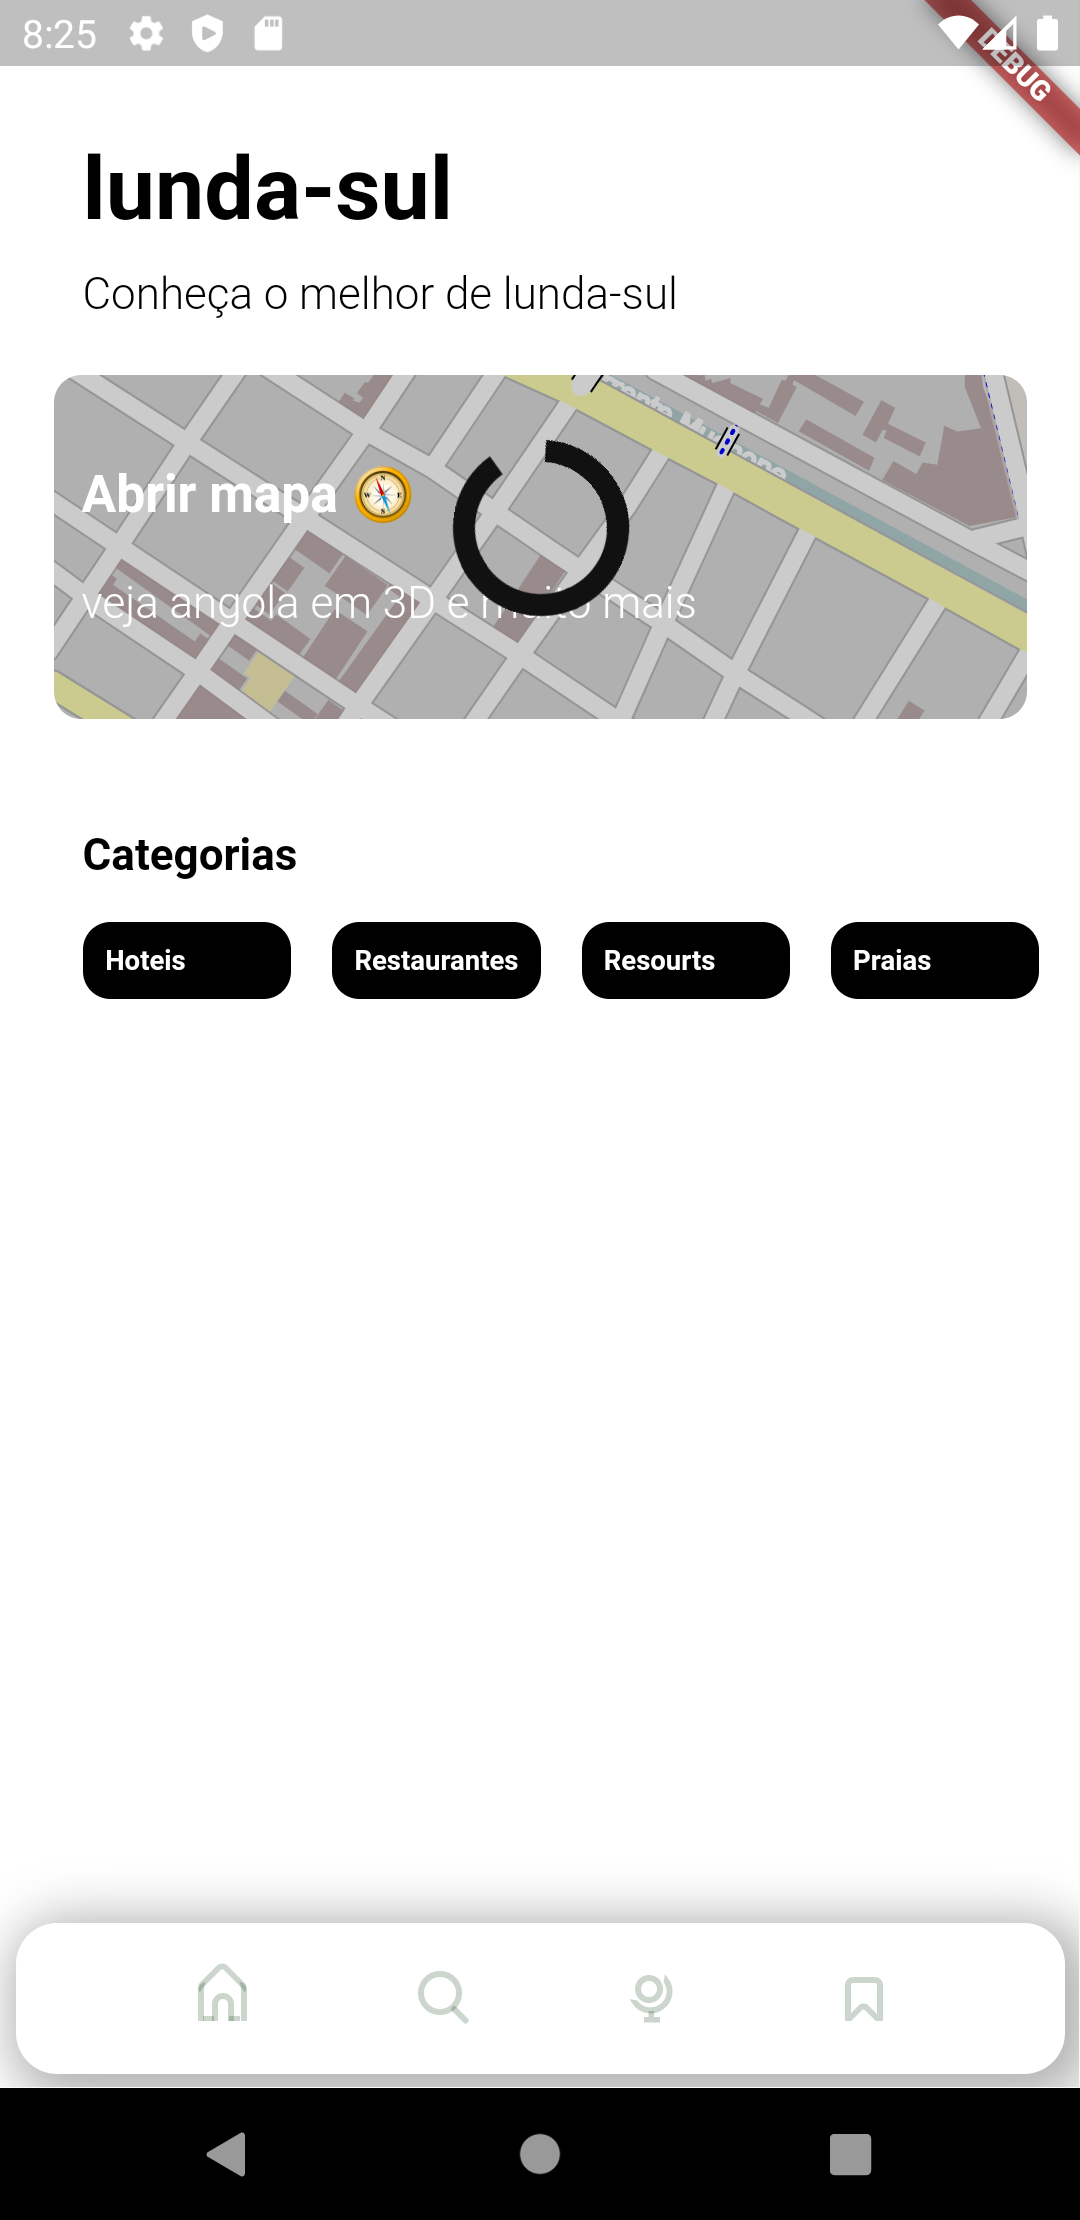 8:25
DEBUG
lunda-sul
Conheça o melhor de lunda-sul
Abrir mapa
veja angola em 3D e muito mais
Categorias
Hoteis
Restaurantes
Resourts
Praias